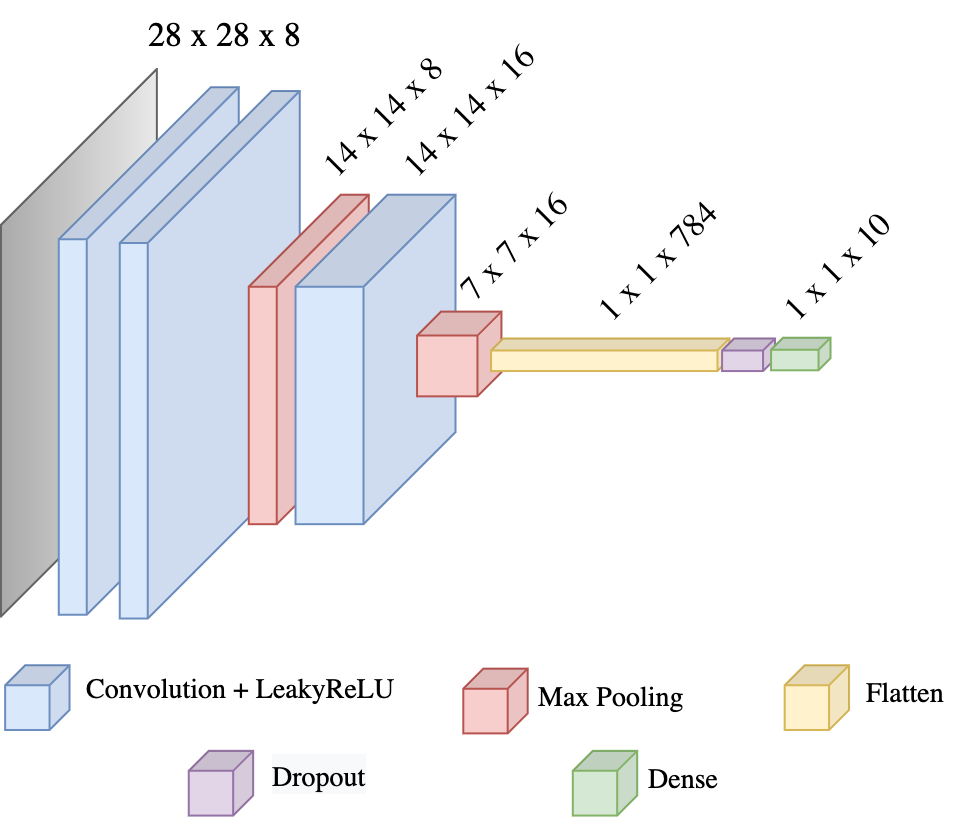 28 x 28 x 8
14 x 14 x 8
14 x 14 x 16
7 x 7 x 16
1 x 1 x 784
1 x 1 x 10
Convolution + LeakyReLU
Max Pooling
Flatten
Dropout
Dense